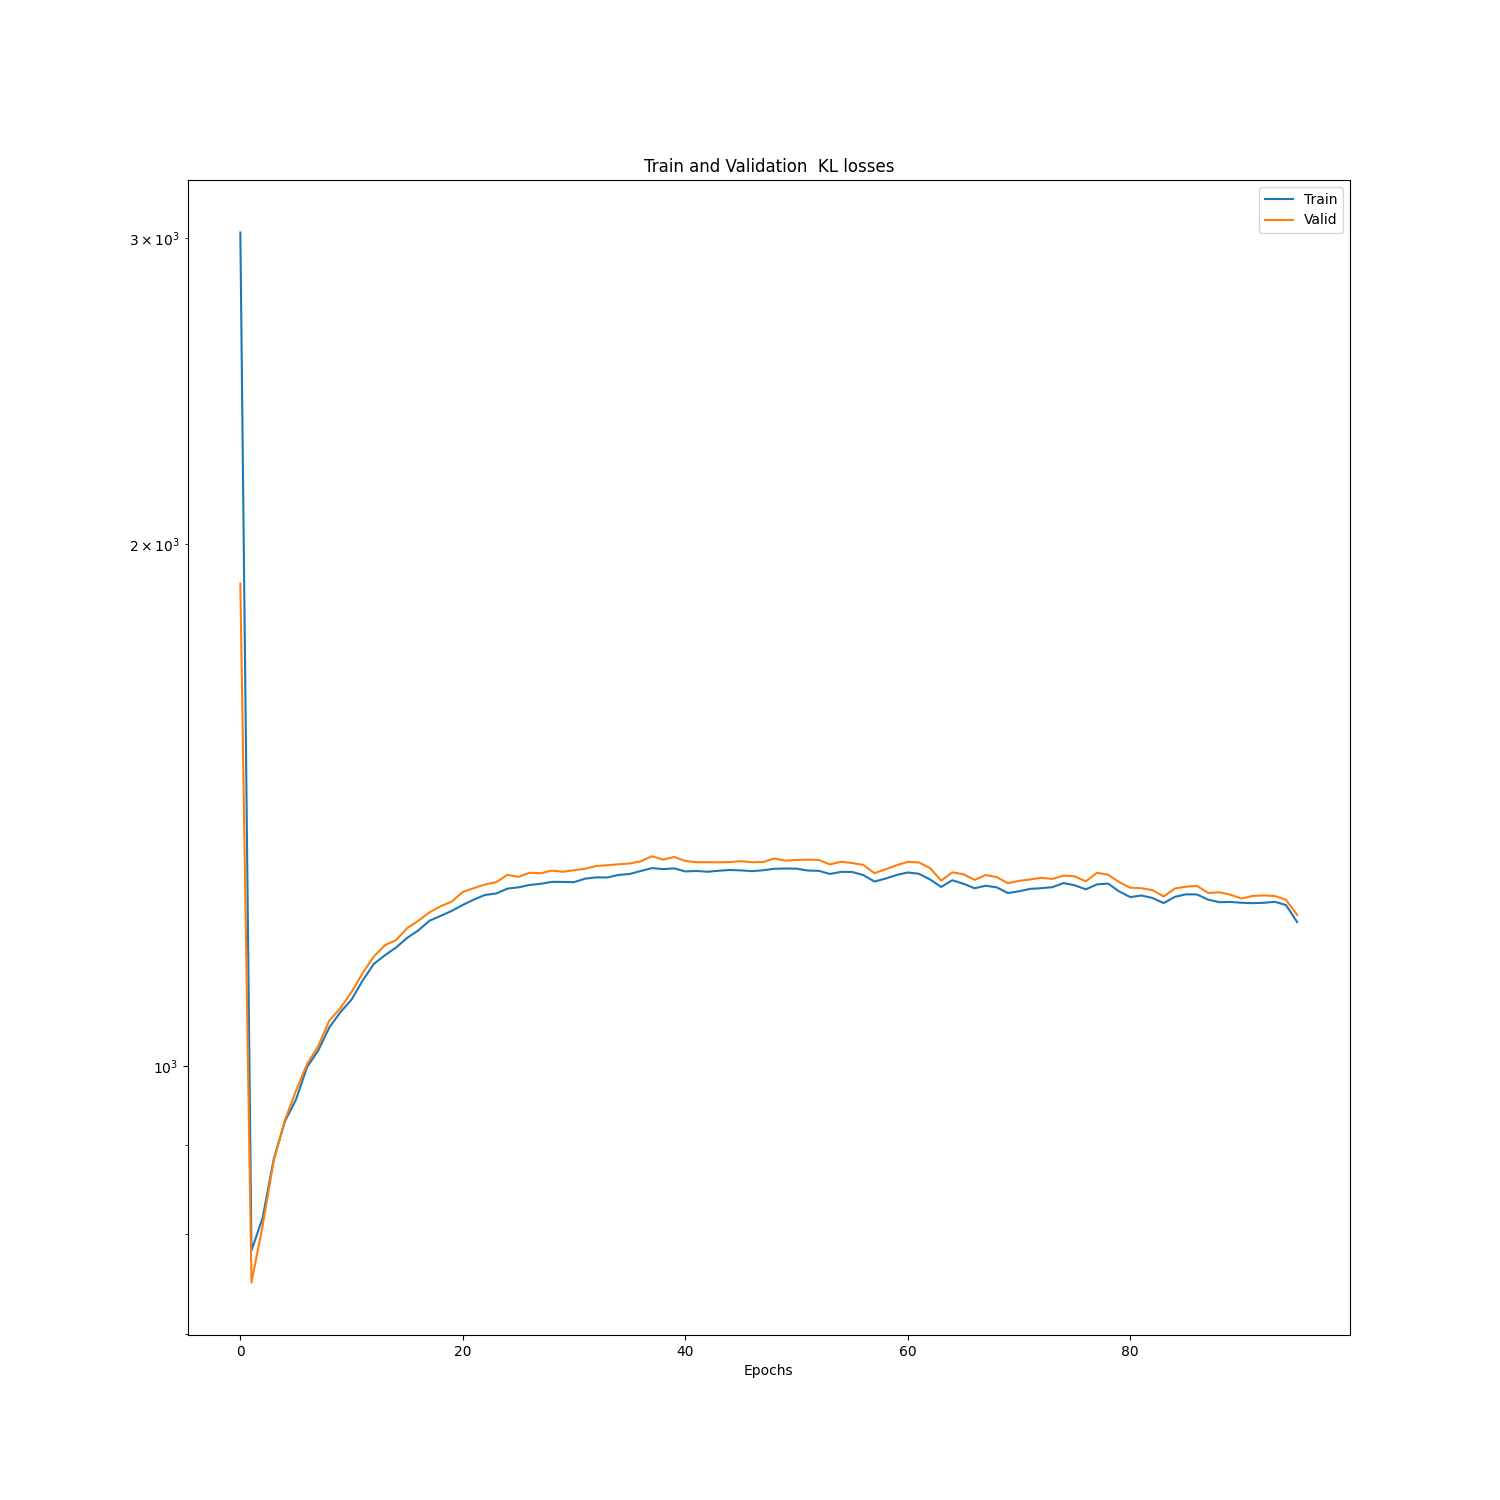 Train and Validation  KL losses
Train
Valid
3 × 10³
2 × 10³
10³
0 20 40 60 80
Epochs